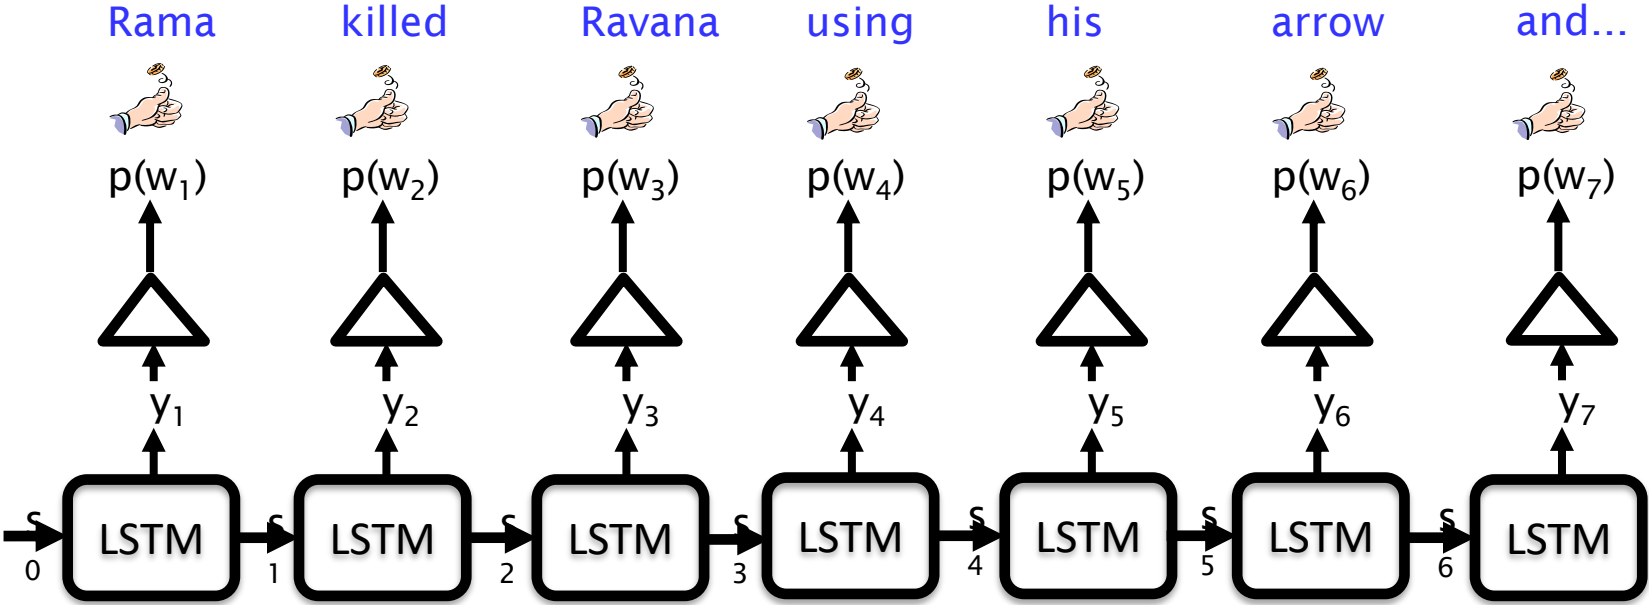 Rama killed Ravana using his arrow and...
p(w₁) p(w₂) p(w₃) p(w₄) p(w₅) p(w₆) p(w₇)
y₁ y₂ y₃ y₄ y₅ y₆ y₇
s₀ LSTM s₁ LSTM s₂ LSTM s₃ LSTM s₄ LSTM s₅ LSTM s₆ LSTM